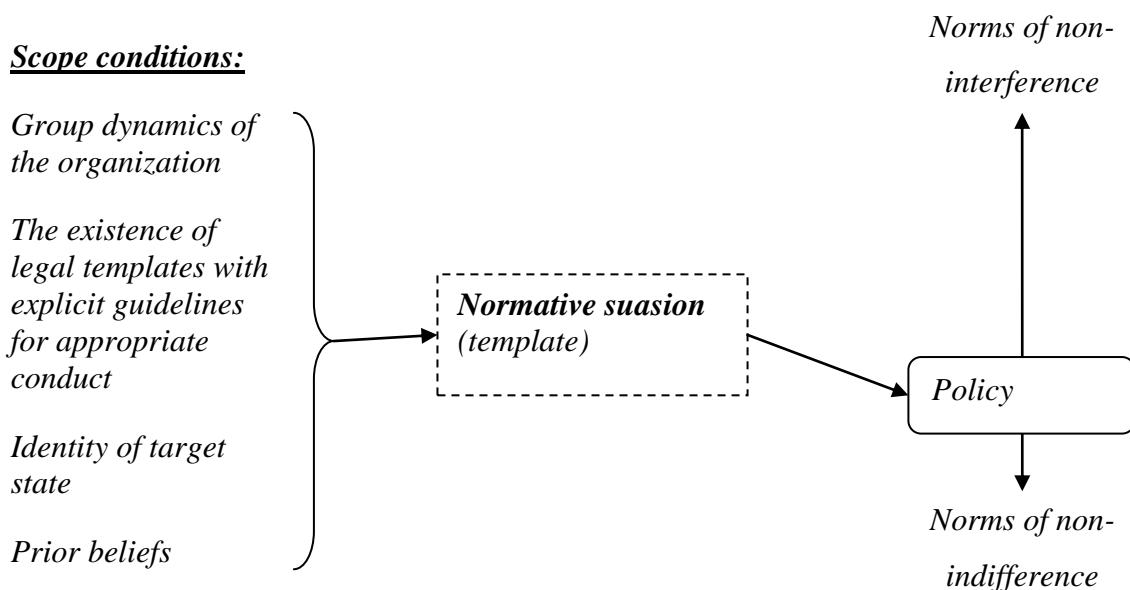 Scope conditions:
Group dynamics of
the organization
The existence of
legal templates with
explicit guidelines
for appropriate
conduct
Identity of target
state
Prior beliefs
Normative suasion
(template)
Norms of non-
interference
Policy
Norms of non-
indifference